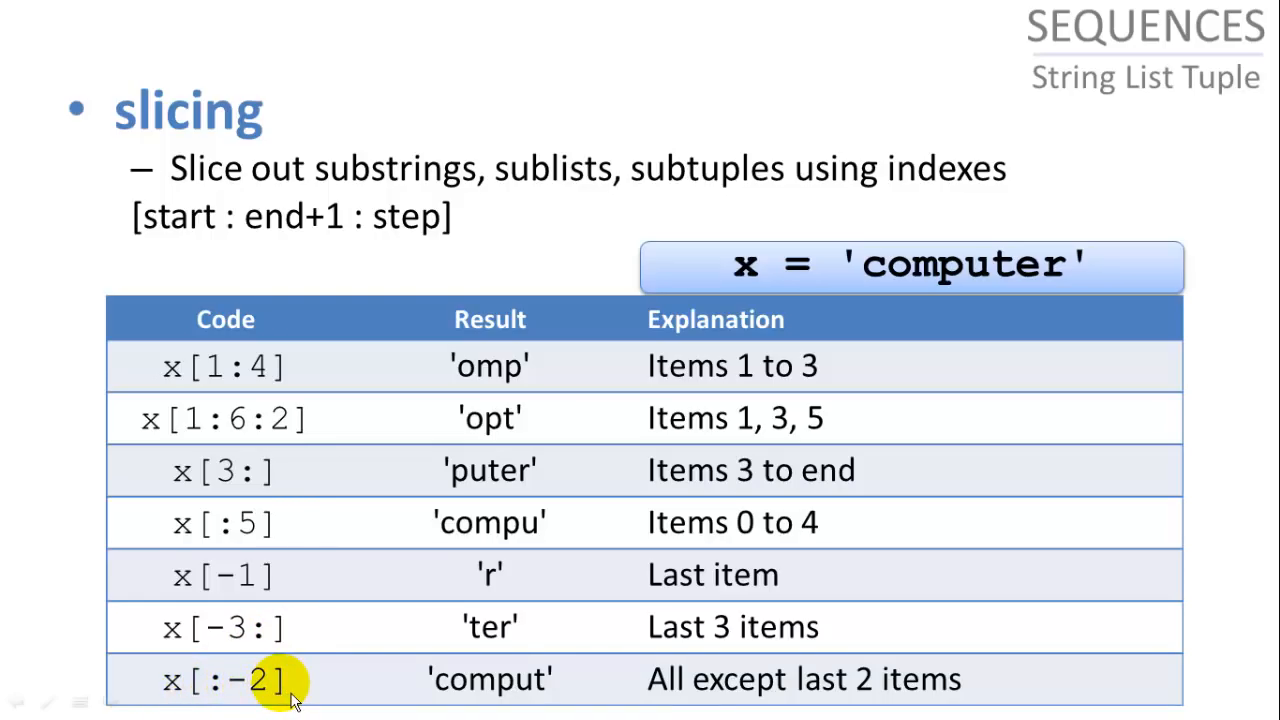 SEQUENCES
String List Tuple
• slicing
– Slice out substrings, sublists, subtuples using indexes
[start : end+1 : step]
x = 'computer'
Code Result Explanation
x[1:4] 'omp' Items 1 to 3
x[1:6:2] 'opt' Items 1, 3, 5
x[3:] 'puter' Items 3 to end
x[:5] 'compu' Items 0 to 4
x[-1] 'r' Last item
x[-3:] 'ter' Last 3 items
x[:-2] 'comput' All except last 2 items